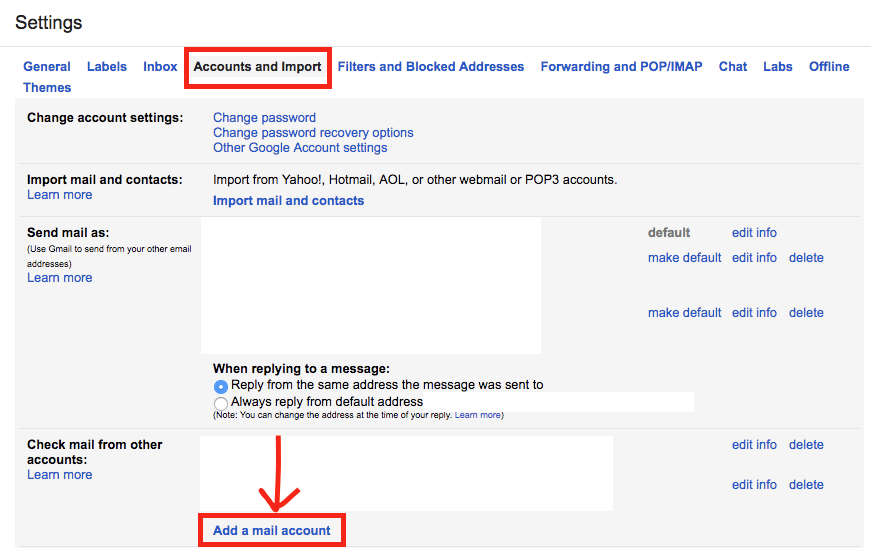 Settings
General Labels Inbox Accounts and Import Filters and Blocked Addresses Forwarding and POP/IMAP Chat Labs Offline
Themes
Change account settings: Change password
Change password recovery options
Other Google Account settings
Import mail and contacts: Import from Yahoo!, Hotmail, AOL, or other webmail or POP3 accounts.
Learn more
Import mail and contacts
Send mail as: default edit info
(Use Gmail to send from your other email
addresses)
make default edit info delete
Learn more
make default edit info delete
When replying to a message:
Reply from the same address the message was sent to
Always reply from default address
(Note: You can change the address at the time of your reply. Learn more)
Check mail from other edit info delete
accounts:
Learn more
edit info delete
Add a mail account